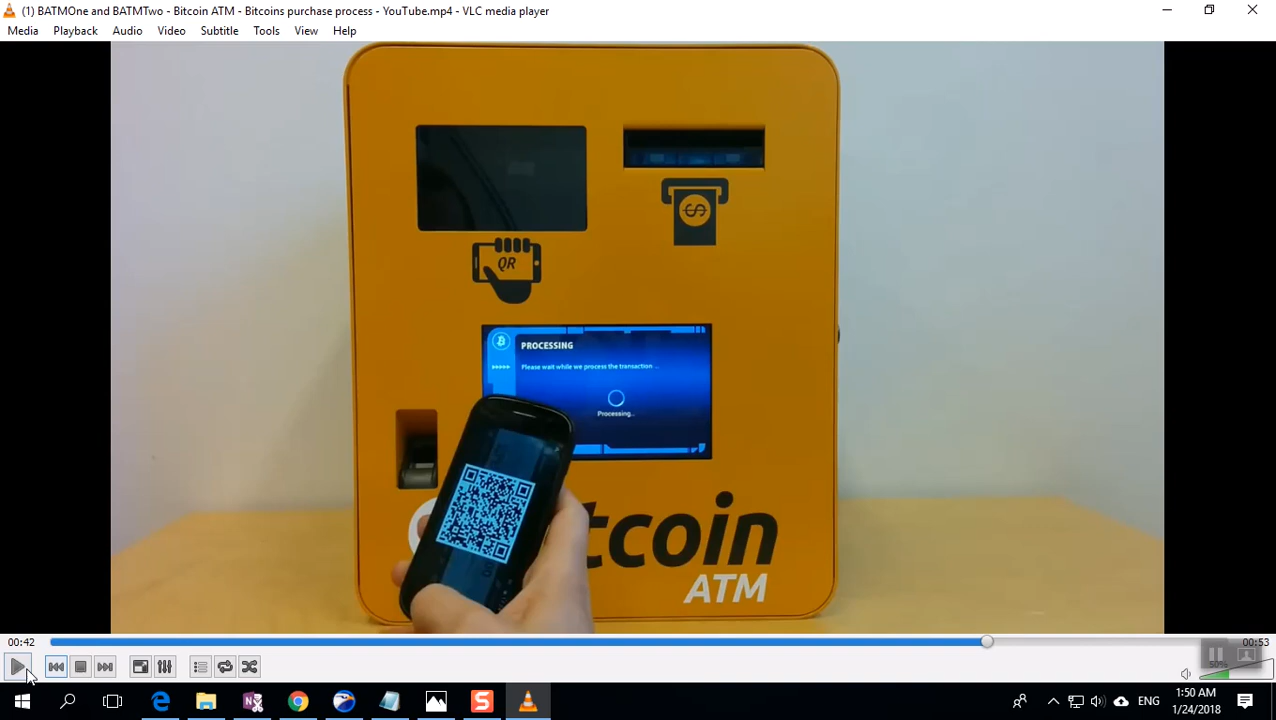 (1) BATMOne and BATMTwo - Bitcoin ATM - Bitcoins purchase process - YouTube.mp4 - VLC media player
Media Playback Audio Video Subtitle Tools View Help
QR
PROCESSING
Please wait while we process the transaction ...
Processing..
tcoin
ATM
00:42
00:53
50%
ENG
1:50 AM
1/24/2018